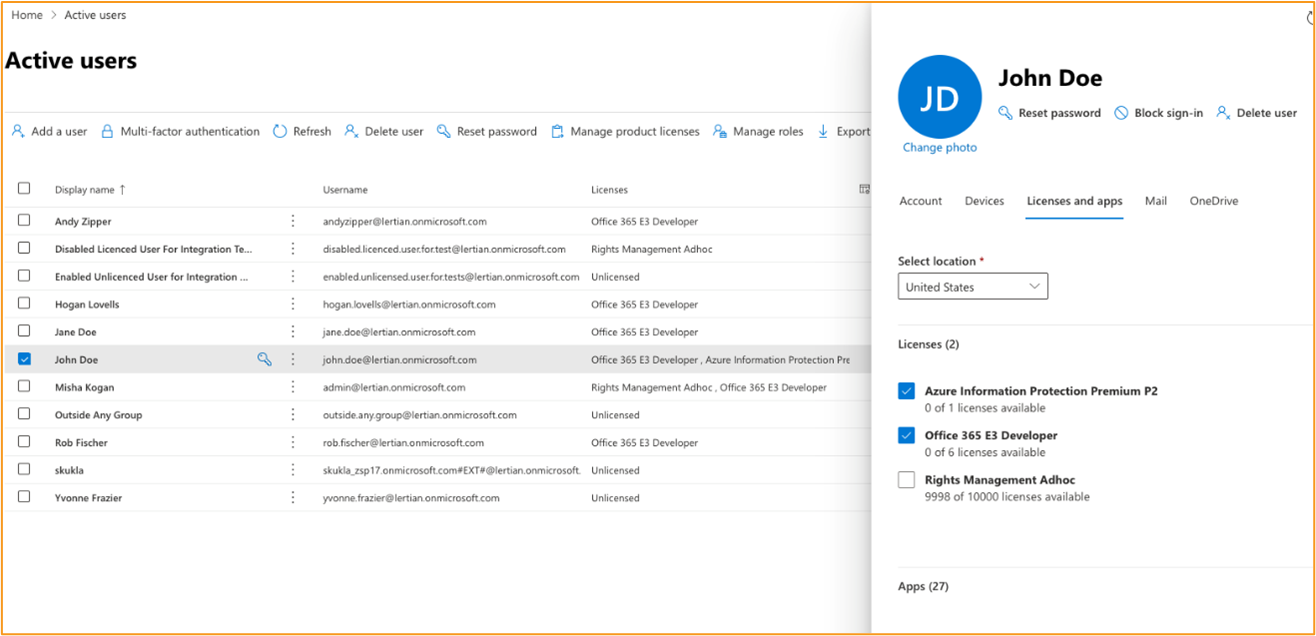 Home > Active users
Active users
Add a user Multi-factor authentication Refresh Delete user Reset password Manage product licenses Manage roles Export
Display name ↑ Username Licenses
Andy Zipper andyzipper@lertian.onmicrosoft.com Office 365 E3 Developer
Disabled Licenced User For Integration Te... disabled.licenced.user.for.test@lertian.onmicrosoft.com Rights Management Adhoc
Enabled Unlicenced User for Integration ... enabled.unlicensed.user.for.tests@lertian.onmicrosoft.com Unlicensed
Hogan Lovells hogan.lovells@lertian.onmicrosoft.com Office 365 E3 Developer
Jane Doe jane.doe@lertian.onmicrosoft.com Office 365 E3 Developer
John Doe john.doe@lertian.onmicrosoft.com Office 365 E3 Developer , Azure Information Protection Pre
Misha Kogan admin@lertian.onmicrosoft.com Rights Management Adhoc , Office 365 E3 Developer
Outside Any Group outside.any.group@lertian.onmicrosoft.com Unlicensed
Rob Fischer rob.fischer@lertian.onmicrosoft.com Office 365 E3 Developer
skukla skukla_zsp17.onmicrosoft.com#EXT#@lertian.onmicrosoft. Unlicensed
Yvonne Frazier yvonne.frazier@lertian.onmicrosoft.com Unlicensed
JD
Change photo
John Doe
Reset password Block sign-in Delete user
Account Devices Licenses and apps Mail OneDrive
Select location *
United States
Licenses (2)
Azure Information Protection Premium P2
0 of 1 licenses available
Office 365 E3 Developer
0 of 6 licenses available
Rights Management Adhoc
9998 of 10000 licenses available
Apps (27)